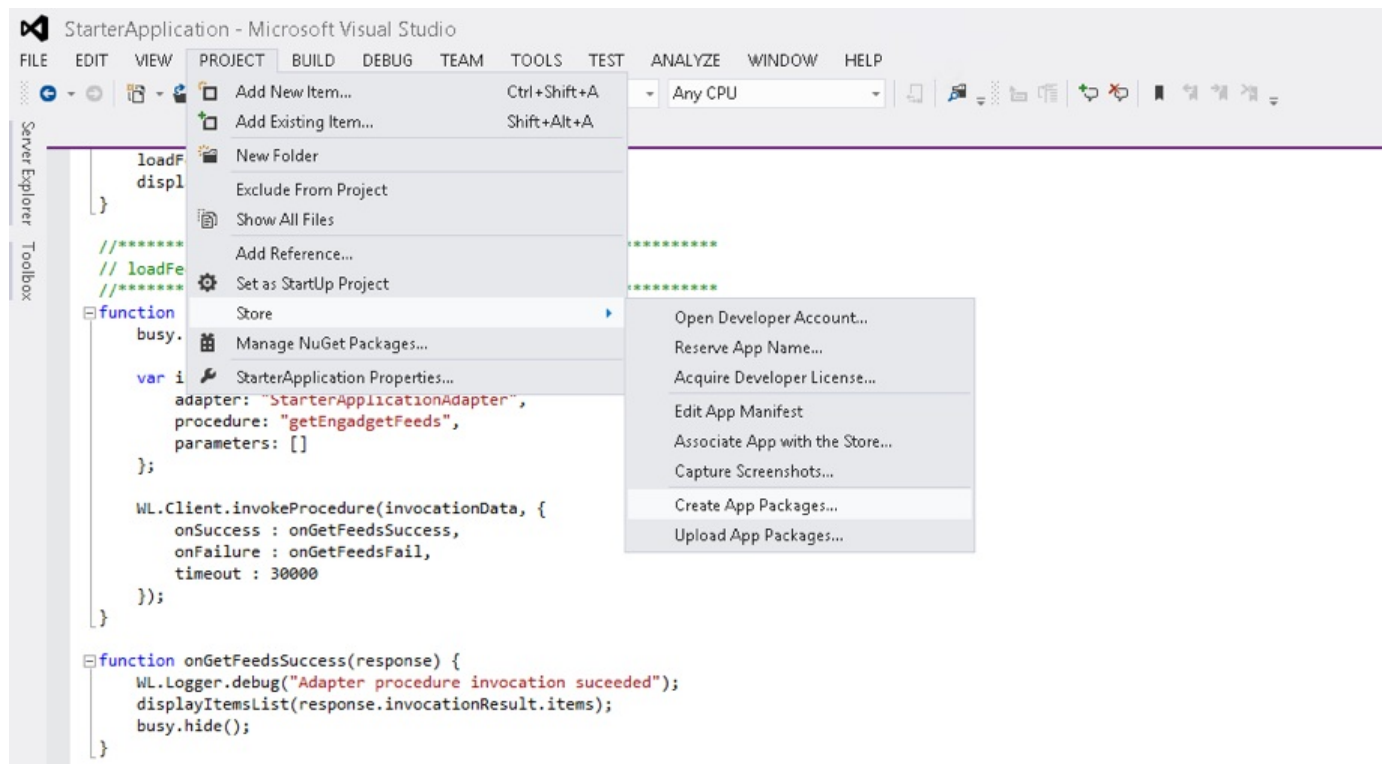 StarterApplication - Microsoft Visual Studio
FILE EDIT VIEW PROJECT BUILD DEBUG TEAM TOOLS TEST ANALYZE WINDOW HELP
Any CPU
Server Explorer
Toolbox
Add New Item... Ctrl+Shift+A
Add Existing Item... Shift+Alt+A
New Folder
Exclude From Project
Show All Files
Add Reference...
Set as StartUp Project
Store
Manage NuGet Packages...
StarterApplication Properties...
Open Developer Account...
Reserve App Name...
Acquire Developer License...
Edit App Manifest
Associate App with the Store...
Capture Screenshots...
Create App Packages...
Upload App Packages...
loadF
displ
}
//******* **********
// loadFe
//******* **********
function
busy.
var i
adapter: "StarterApplicationAdapter",
procedure: "getEngadgetFeeds",
parameters: []
};
WL.Client.invokeProcedure(invocationData, {
onSuccess : onGetFeedsSuccess,
onFailure : onGetFeedsFail,
timeout : 30000
});
}
function onGetFeedsSuccess(response) {
WL.Logger.debug("Adapter procedure invocation suceeded");
displayItemsList(response.invocationResult.items);
busy.hide();
}